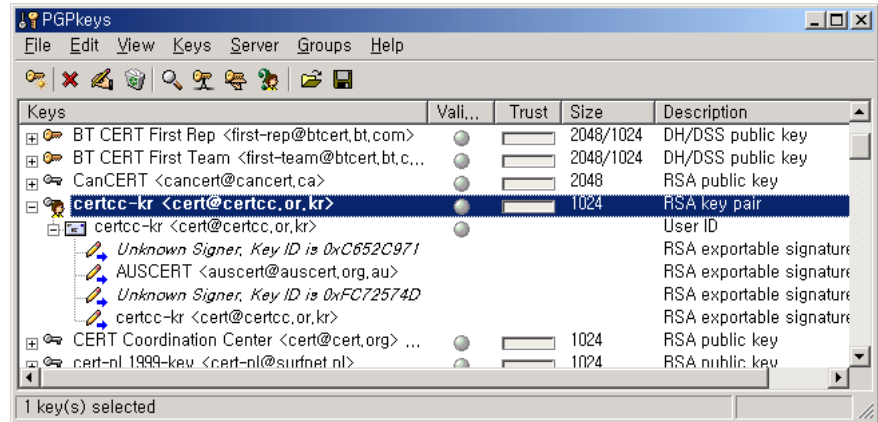 PGPkeys
File Edit View Keys Server Groups Help
Keys Vali... Trust Size Description
BT CERT First Rep <first-rep@btcert.bt.com> 2048/1024 DH/DSS public key
BT CERT First Team <first-team@btcert.bt.c... 2048/1024 DH/DSS public key
CanCERT <cancert@cancert.ca> 2048 RSA public key
certcc-kr <cert@certcc.or.kr> 1024 RSA key pair
certcc-kr <cert@certcc.or.kr> User ID
Unknown Signer, Key ID is 0xC652C971 RSA exportable signature
AUSCERT <auscert@auscert.org.au> RSA exportable signature
Unknown Signer, Key ID is 0xFC72574D RSA exportable signature
certcc-kr <cert@certcc.or.kr> RSA exportable signature
CERT Coordination Center <cert@cert.org> ... 1024 RSA public key
cert-nl 1999-key <cert-nl@surfnet.nl> 1024 RSA public key
1 key(s) selected